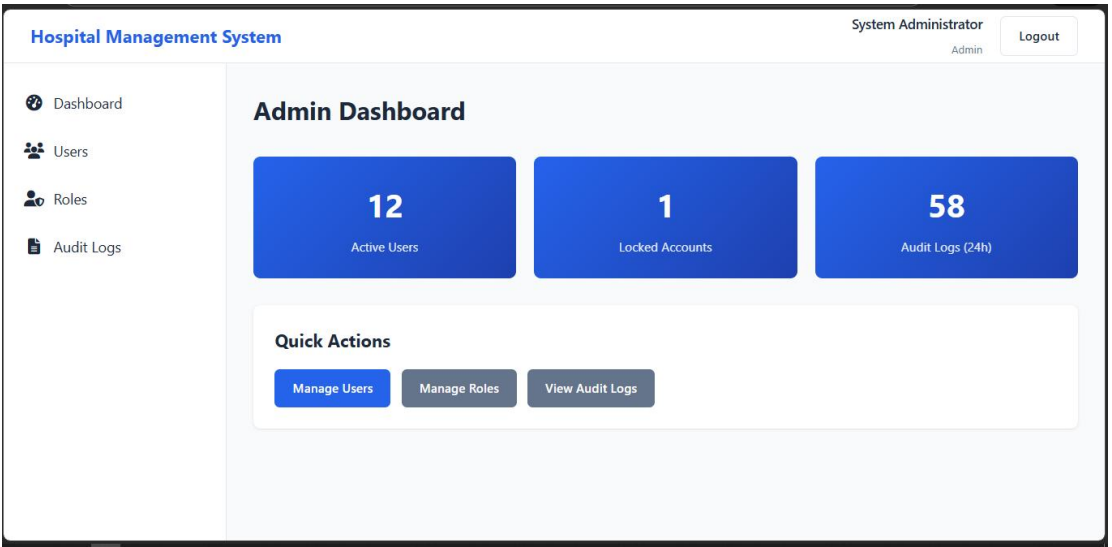 Hospital Management System
System Administrator
Admin
Logout
Dashboard
Users
Roles
Audit Logs
Admin Dashboard
12
Active Users
1
Locked Accounts
58
Audit Logs (24h)
Quick Actions
Manage Users
Manage Roles
View Audit Logs